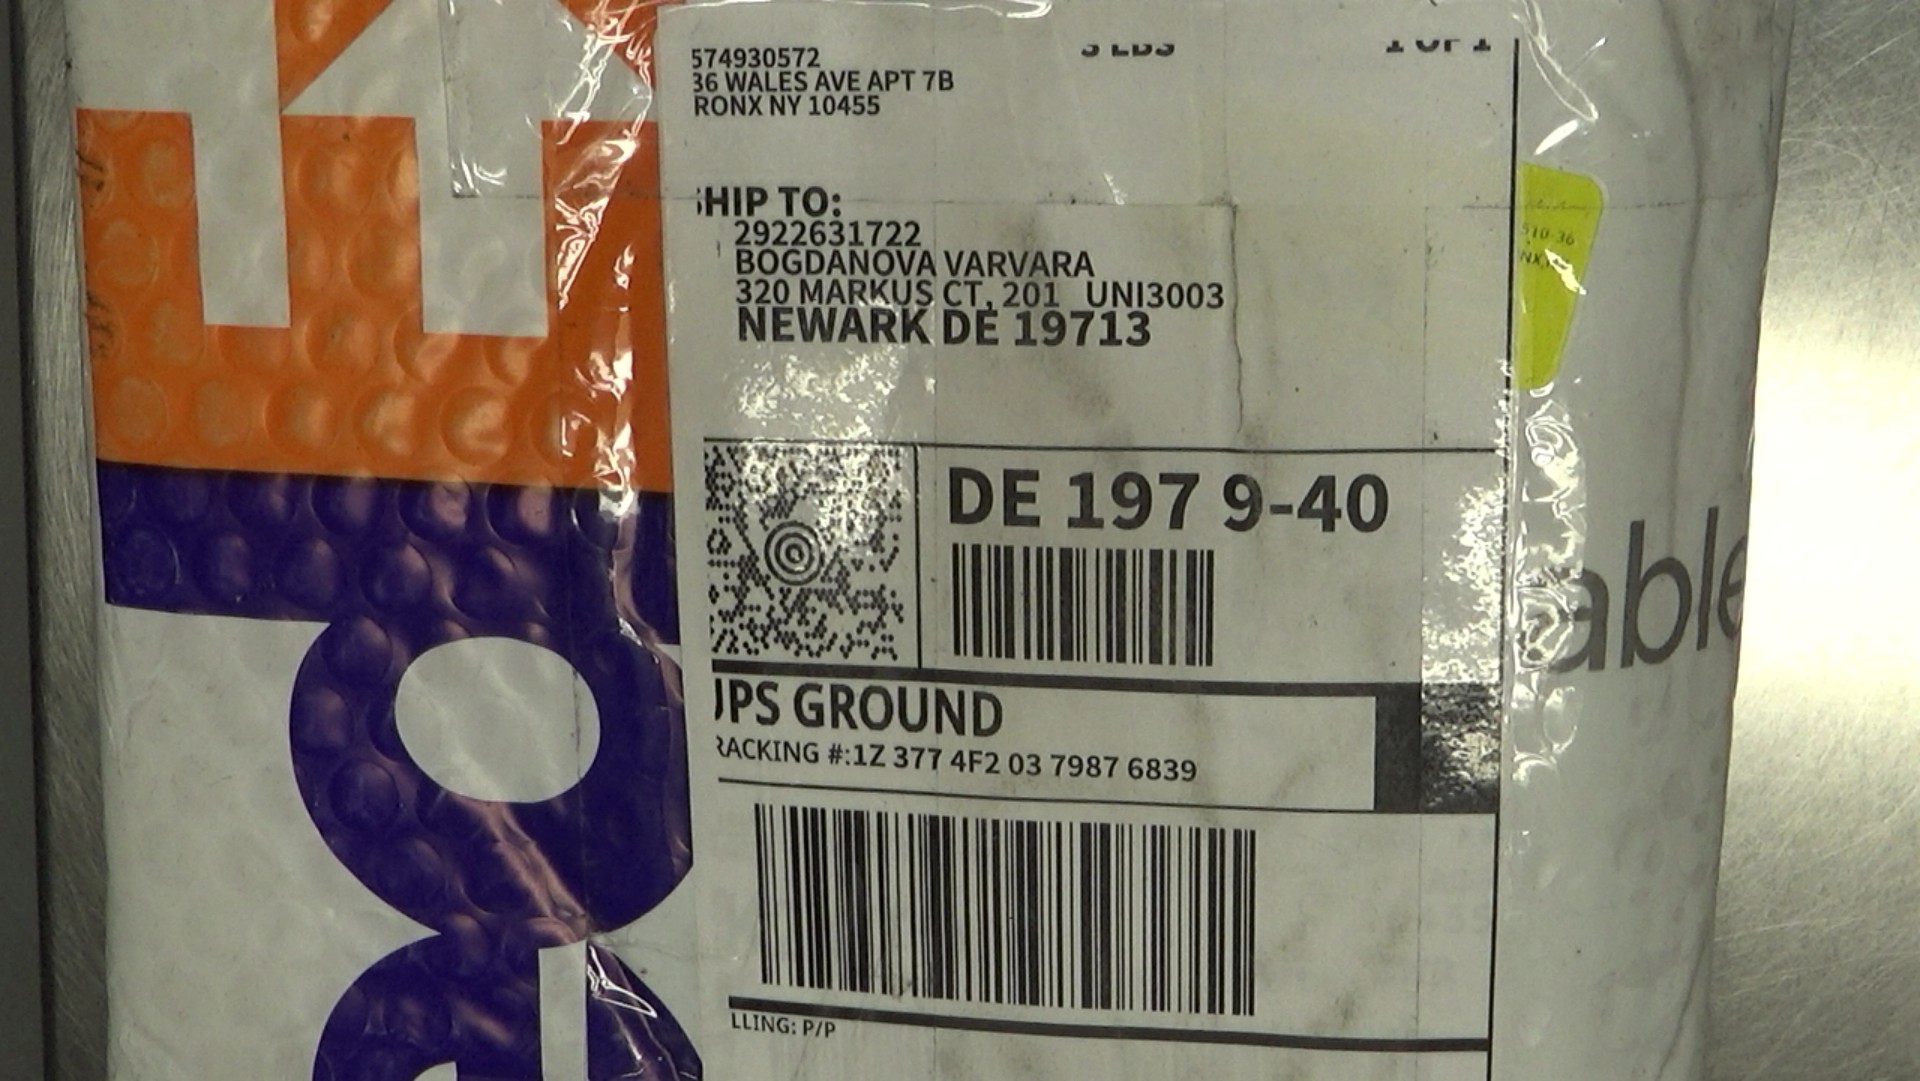 574930572
36 WALES AVE APT 7B
RONX NY 10455
3 LBS
1 OF 1
SHIP TO:
2922631722
BOGDANOVA VARVARA
320 MARKUS CT, 201 UNI3003
NEWARK DE 19713
DE 197 9-40
UPS GROUND
RACKING #:1Z 377 4F2 03 7987 6839
LLING: P/P
able